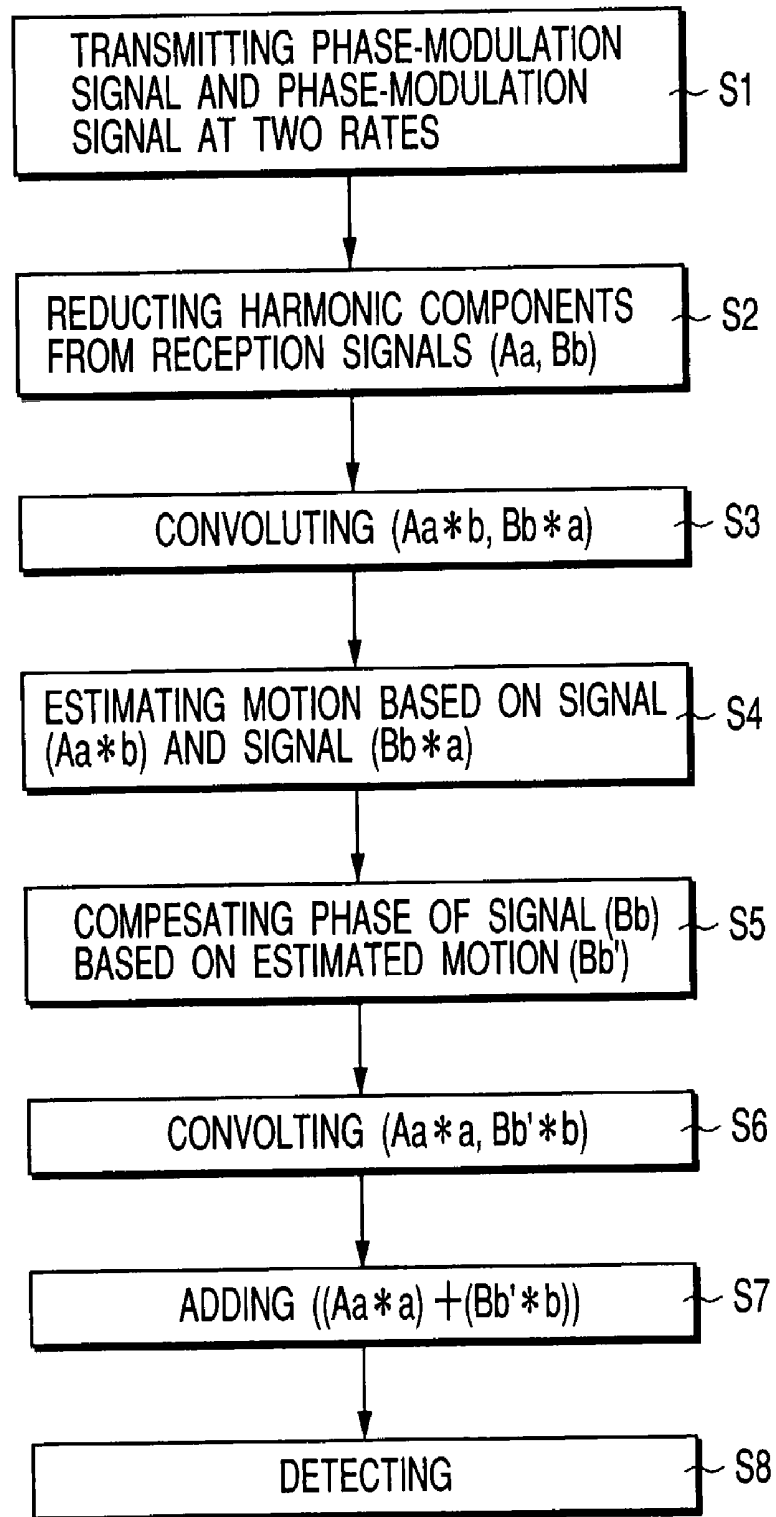 TRANSMITTING PHASE-MODULATION
SIGNAL AND PHASE-MODULATION
SIGNAL AT TWO RATES
S1
REDUCTING HARMONIC COMPONENTS
FROM RECEPTION SIGNALS (Aa, Bb)
S2
CONVOLUTING (Aa*b, Bb*a)
S3
ESTIMATING MOTION BASED ON SIGNAL
(Aa*b) AND SIGNAL (Bb*a)
S4
COMPESATING PHASE OF SIGNAL (Bb)
BASED ON ESTIMATED MOTION (Bb')
S5
CONVOLTING (Aa*a, Bb'*b)
S6
ADDING ((Aa*a)+(Bb'*b))
S7
DETECTING
S8